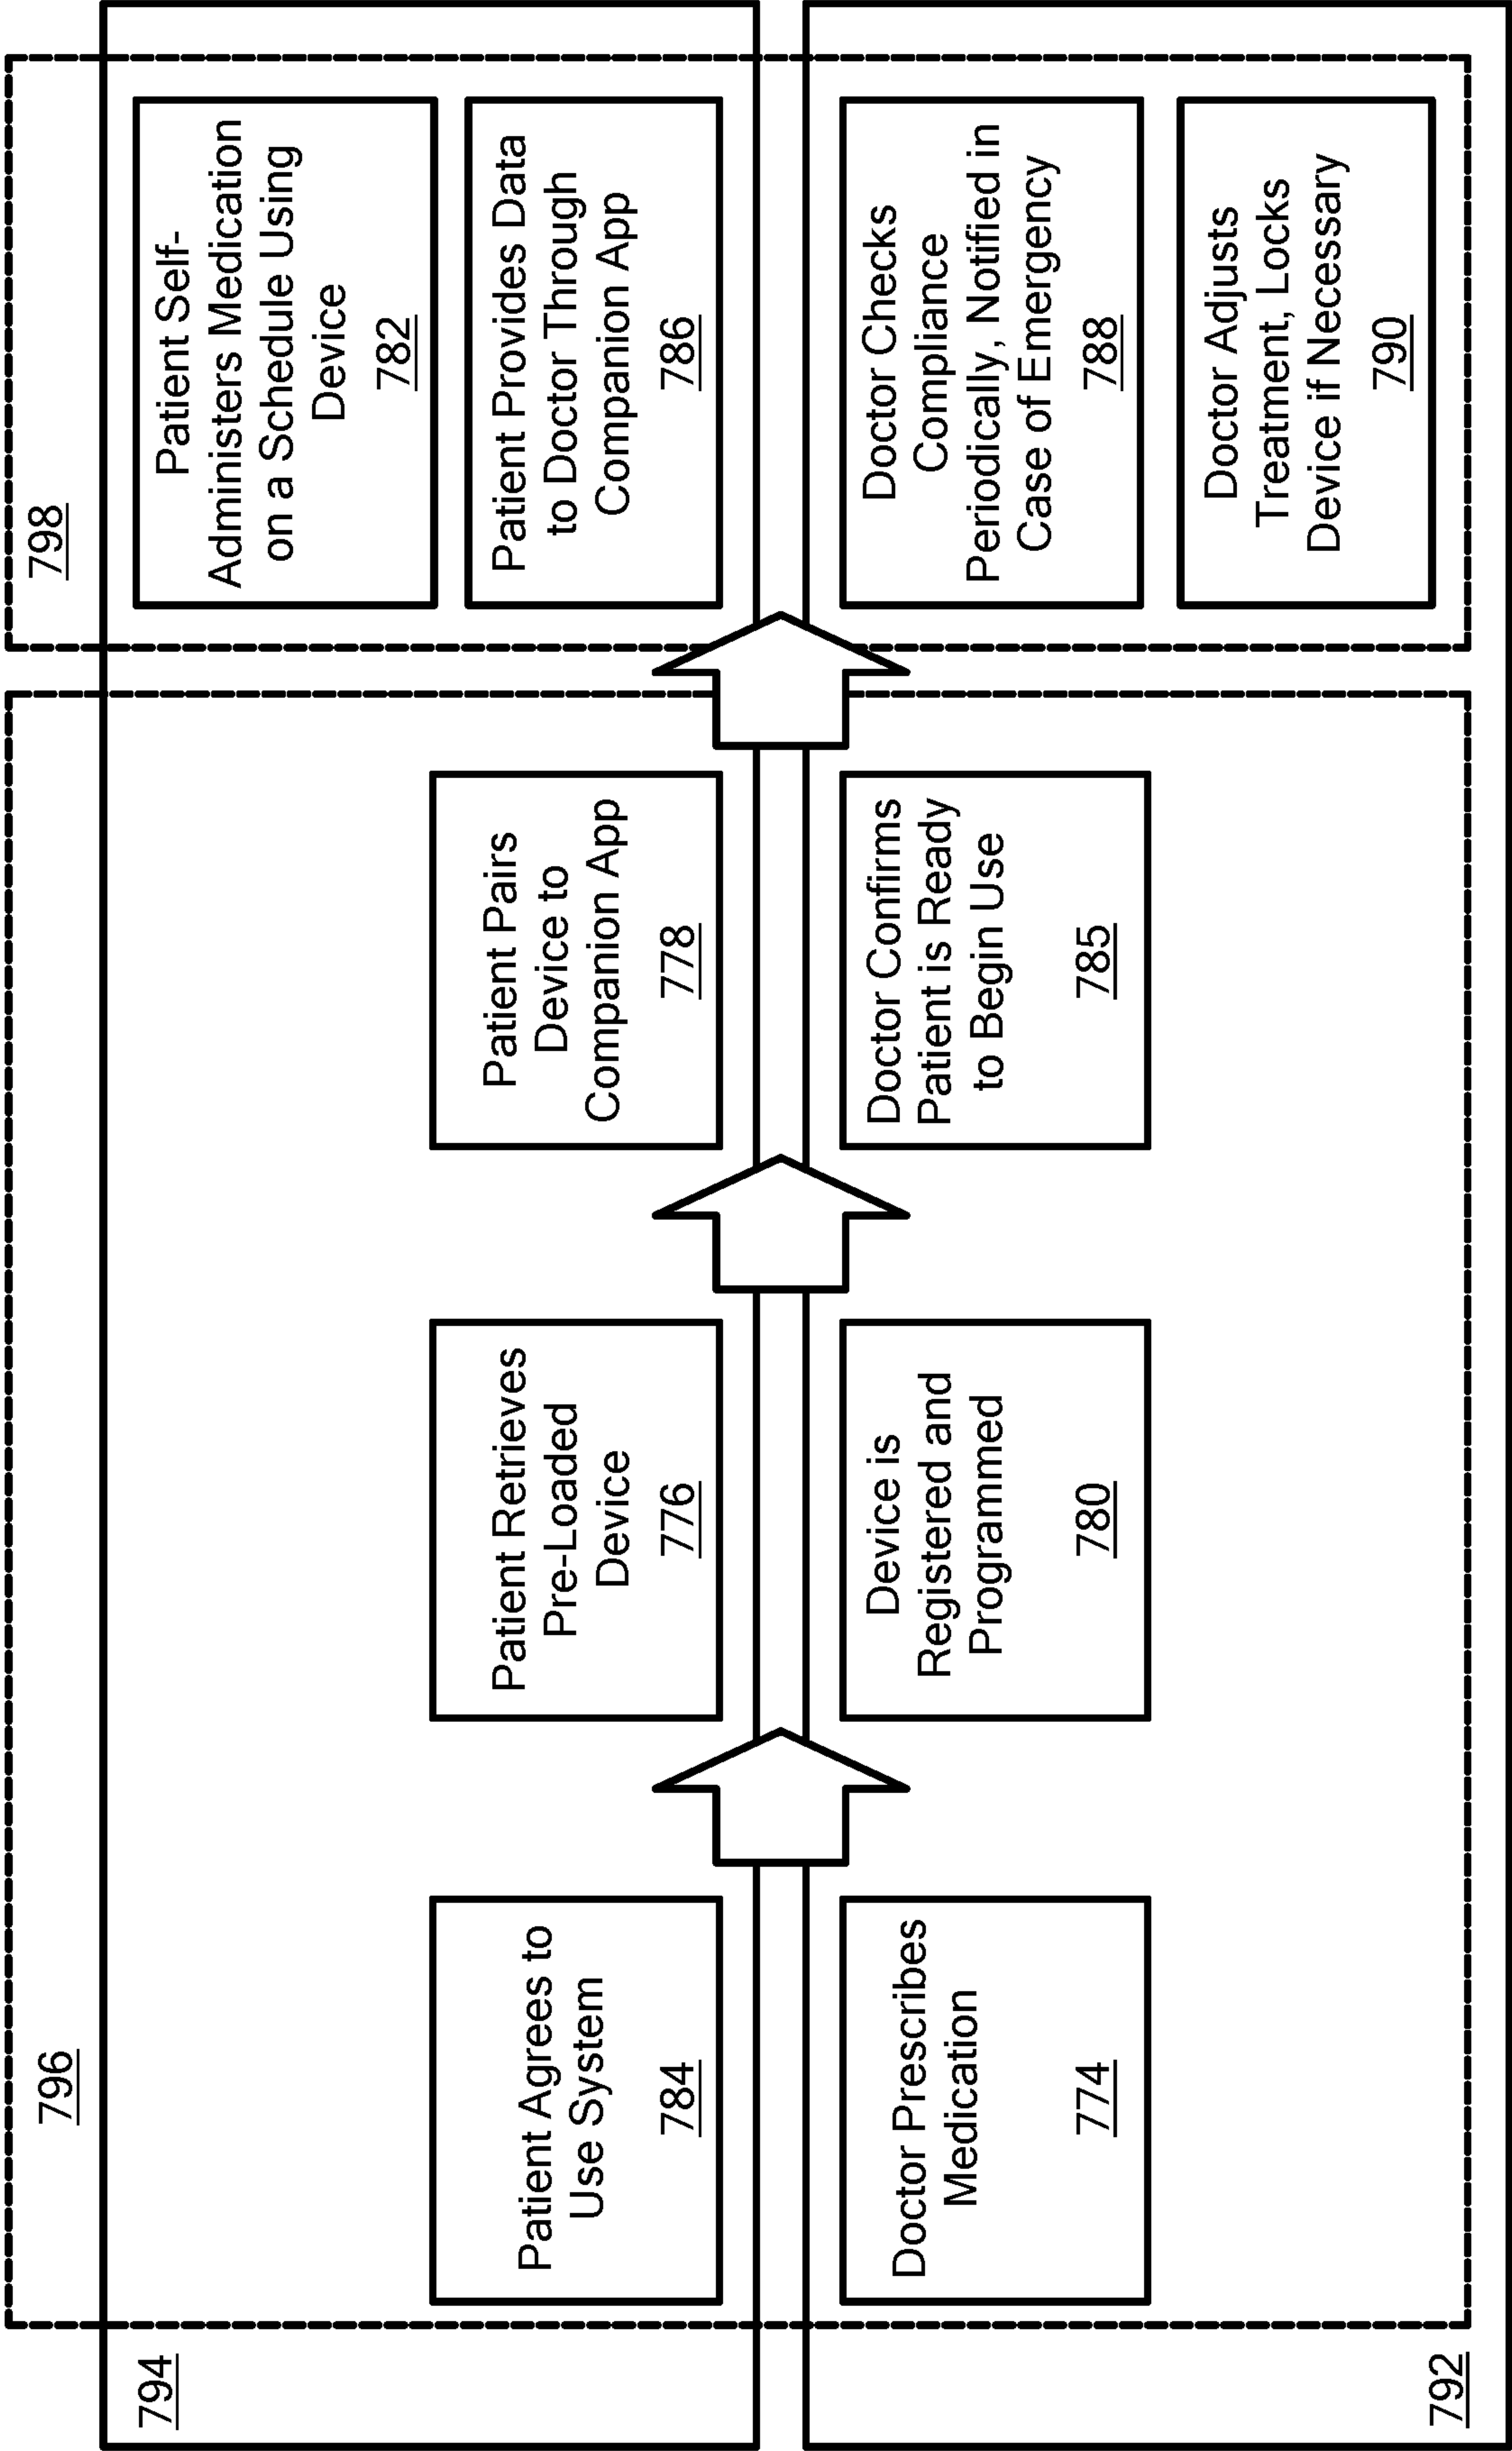 796
798
794
Patient Agrees to
Use System
784
Patient Retrieves
Pre-Loaded
Device
776
Patient Pairs
Device to
Companion App
778
Patient Self-
Administers Medication
on a Schedule Using
Device
782
Patient Provides Data
to Doctor Through
Companion App
786
Doctor Prescribes
Medication
774
Device is
Registered and
Programmed
780
Doctor Confirms
Patient is Ready
to Begin Use
785
Doctor Checks
Compliance
Periodically, Notified in
Case of Emergency
788
Doctor Adjusts
Treatment, Locks
Device if Necessary
790
792